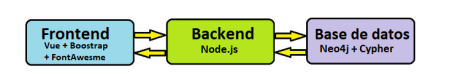 Frontend
Vue + Boostrap
+ FontAwesme
Backend
Node.js
Base de datos
Neo4j + Cypher